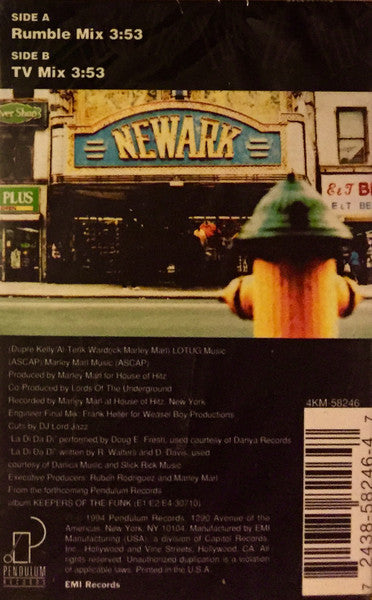 SIDE A
Rumble Mix 3:53
SIDE B
TV Mix 3:53
NEWARK
PLUS
E&T BE
E&T BE
(Dupre Kelly/Al-Terik Wardrick/Marley Marl) LOTUG Music
(ASCAP)/Marley Marl Music (ASCAP)
Produced by Marley Marl for House of Hitz
Co-Produced by Lords Of The Underground
Recorded by Marley Marl at House of Hitz, New York
Engineer Final Mix: Frank Heller for Weasel Boy Productions
Cuts by DJ Lord Jazz
"La Di Da Di" performed by Doug E. Fresh, used courtesy of Danya Records
"La Di Da Di" written by R. Walters and D. Davis, used
courtesy of Danica Music and Slick Rick Music
Executive Producers: Ruben Rodriguez and Marley Marl
From the forthcoming Pendulum Records
album KEEPERS OF THE FUNK (E1/E2/E4-30710)
4KM-58246
7 2438-58246-4 7
℗ © 1994 Pendulum Records, 1290 Avenue of the
Americas, New York, NY 10104. Manufactured by EMI
Manufacturing (USA), a division of Capitol Records,
Inc., Hollywood and Vine Streets, Hollywood, CA. All
rights reserved. Unauthorized duplication is a violation
of applicable laws. Printed in the U.S.A.
PENDULUM
RECORDS
EMI Records